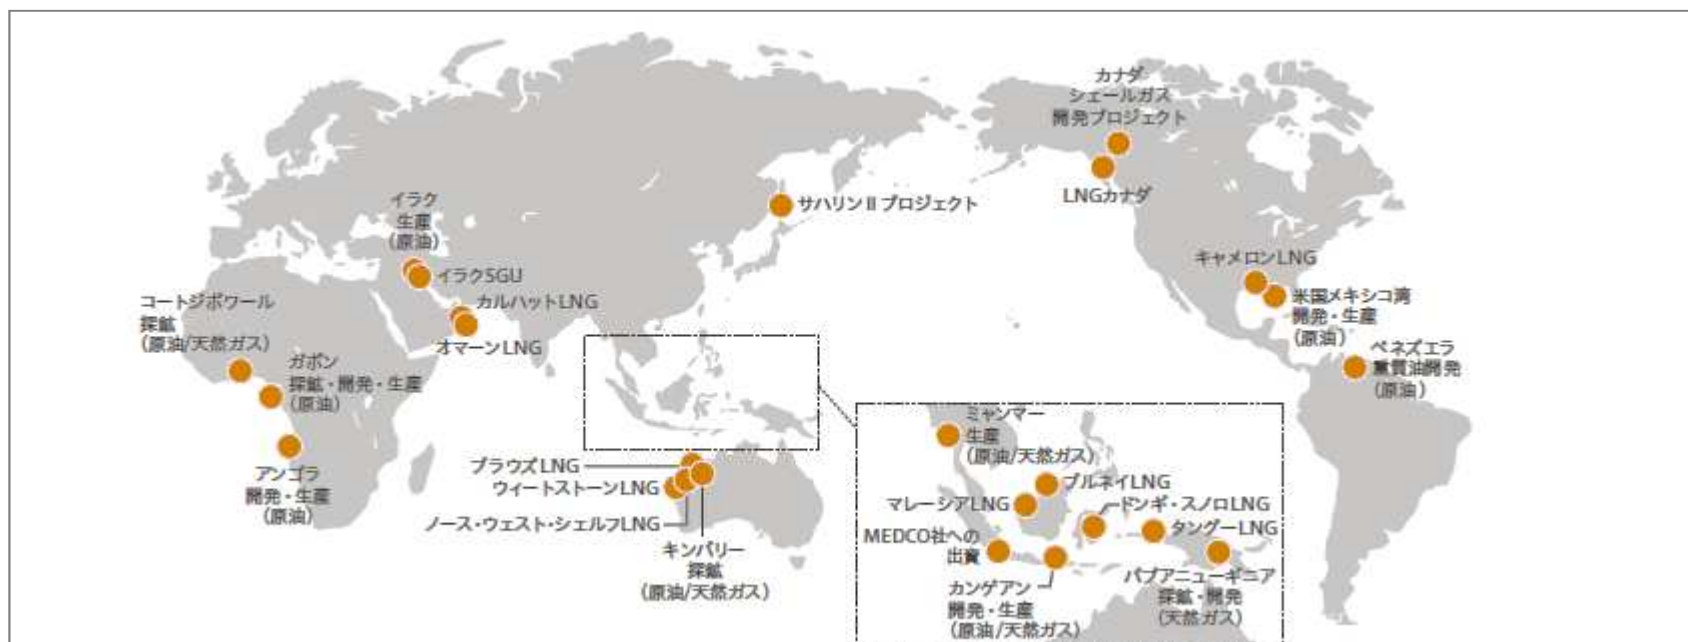 カナダ
シェールガス
開発プロジェクト
LNGカナダ
サハリンⅡプロジェクト
イラク
生産
(原油)
イラクSGU
カルハットLNG
オマーンLNG
コートジボワール
探鉱
(原油/天然ガス)
ガボン
探鉱・開発・生産
(原油)
アンゴラ
開発・生産
(原油)
キャメロンLNG
米国メキシコ湾
開発・生産
(原油)
ベネズエラ
重質油開発
(原油)
ブラウズLNG
ウィートストーンLNG
ノース・ウェスト・シェルフLNG
キンバリー
探鉱
(原油/天然ガス)
ミャンマー
生産
(原油/天然ガス)
ブルネイLNG
マレーシアLNG
ドンギ・スノロLNG
タングーLNG
MEDCO社への
出資
カンゲアン
開発・生産
(原油/天然ガス)
パプアニューギニア
探鉱・開発
(天然ガス)